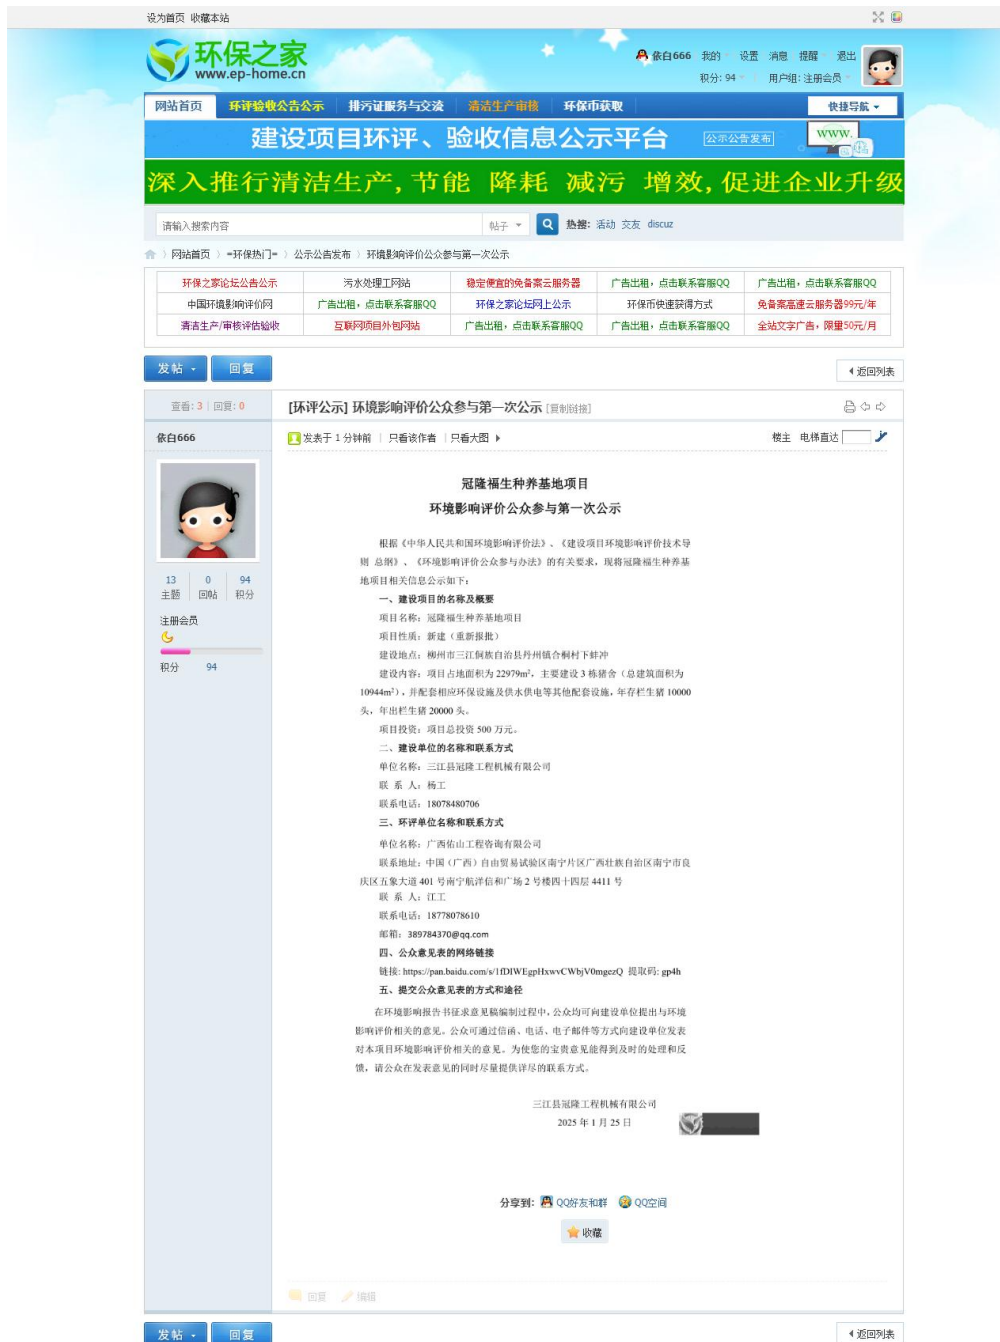 设为首页 收藏本站
环保之家
www.ep-home.cn
依白666 我的 设置 消息 提醒 退出
积分: 94 用户组: 注册会员
网站首页 环评验收公告公示 排污证服务与交流 清洁生产审核 环保币获取 快捷导航
建设项目环评、验收信息公示平台 公示公告发布 www.
深入推行清洁生产,节能 降耗 减污 增效,促进企业升级
请输入搜索内容 帖子 热搜: 活动 交友 discuz
网站首页 〉 =环保热门= 〉 公示公告发布 〉 环境影响评价公众参与第一次公示
环保之家论坛公告公示 污水处理工网站 稳定便宜的免备案云服务器 广告出租，点击联系客服QQ 广告出租，点击联系客服QQ
中国环境影响评价网 广告出租，点击联系客服QQ 环保之家论坛网上公示 环保币快速获得方式 免备案高速云服务器99元/年
清洁生产/审核评估验收 互联网项目外包网站 广告出租，点击联系客服QQ 广告出租，点击联系客服QQ 全站文字广告，限量50元/月
发帖 回复 返回列表
查看: 3 | 回复: 0 [环评公示] 环境影响评价公众参与第一次公示 [复制链接]
依白666 发表于 1 分钟前 | 只看该作者 | 只看大图 楼主 电梯直达
13 0 94
主题 回帖 积分
注册会员
积分 94
冠隆福生种养基地项目
环境影响评价公众参与第一次公示
根据《中华人民共和国环境影响评价法》、《建设项目环境影响评价技术导
则 总纲》、《环境影响评价公众参与办法》的有关要求，现将冠隆福生种养基
地项目相关信息公示如下：
一、建设项目的名称及概要
项目名称：冠隆福生种养基地项目
项目性质：新建（重新报批）
建设地点：柳州市三江侗族自治县丹州镇合桐村下蚌冲
建设内容：项目占地面积为 22979m²，主要建设 3 栋猪舍（总建筑面积为
10944m²），并配套相应环保设施及供水供电等其他配套设施，年存栏生猪 10000
头，年出栏生猪 20000 头。
项目投资：项目总投资 500 万元。
二、建设单位的名称和联系方式
单位名称：三江县冠隆工程机械有限公司
联 系 人：杨工
联系电话：18078480706
三、环评单位名称和联系方式
单位名称：广西佑山工程咨询有限公司
联系地址：中国（广西）自由贸易试验区南宁片区广西壮族自治区南宁市良
庆区五象大道 401 号南宁航洋信和广场 2 号楼四十四层 4411 号
联 系 人：江工
联系电话：18778078610
邮箱：389784370@qq.com
四、公众意见表的网络链接
链接: https://pan.baidu.com/s/1fDIWEgpHxwvCWbjV0mgezQ 提取码: gp4h
五、提交公众意见表的方式和途径
在环境影响报告书征求意见稿编制过程中，公众均可向建设单位提出与环境
影响评价相关的意见。公众可通过信函、电话、电子邮件等方式向建设单位发表
对本项目环境影响评价相关的意见。为使您的宝贵意见能得到及时的处理和反
馈，请公众在发表意见的同时尽量提供详尽的联系方式。
三江县冠隆工程机械有限公司
2025 年 1 月 25 日
分享到: QQ好友和群 QQ空间
收藏
回复 编辑
发帖 回复 返回列表